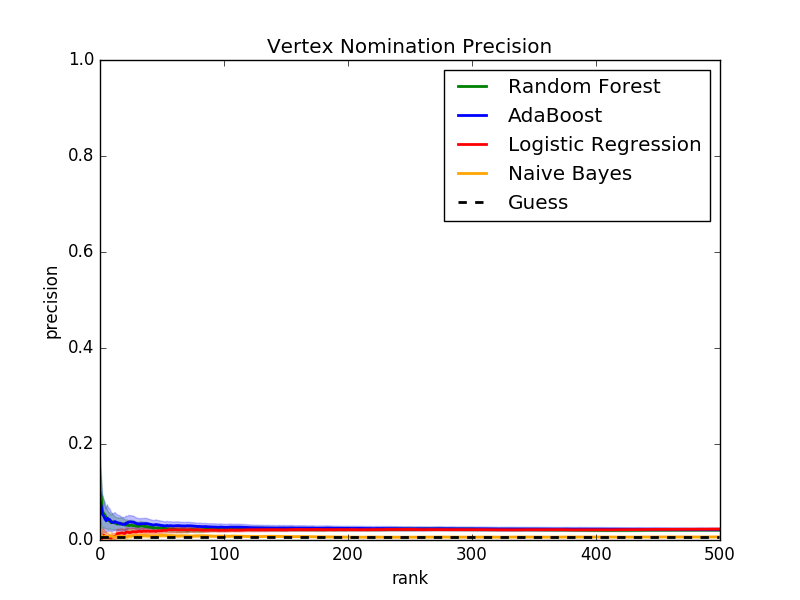 Vertex Nomination Precision
1.0
0.8
0.6
0.4
0.2
0.0
precision
Random Forest
AdaBoost
Logistic Regression
Naive Bayes
Guess
0 100 200 300 400 500
rank